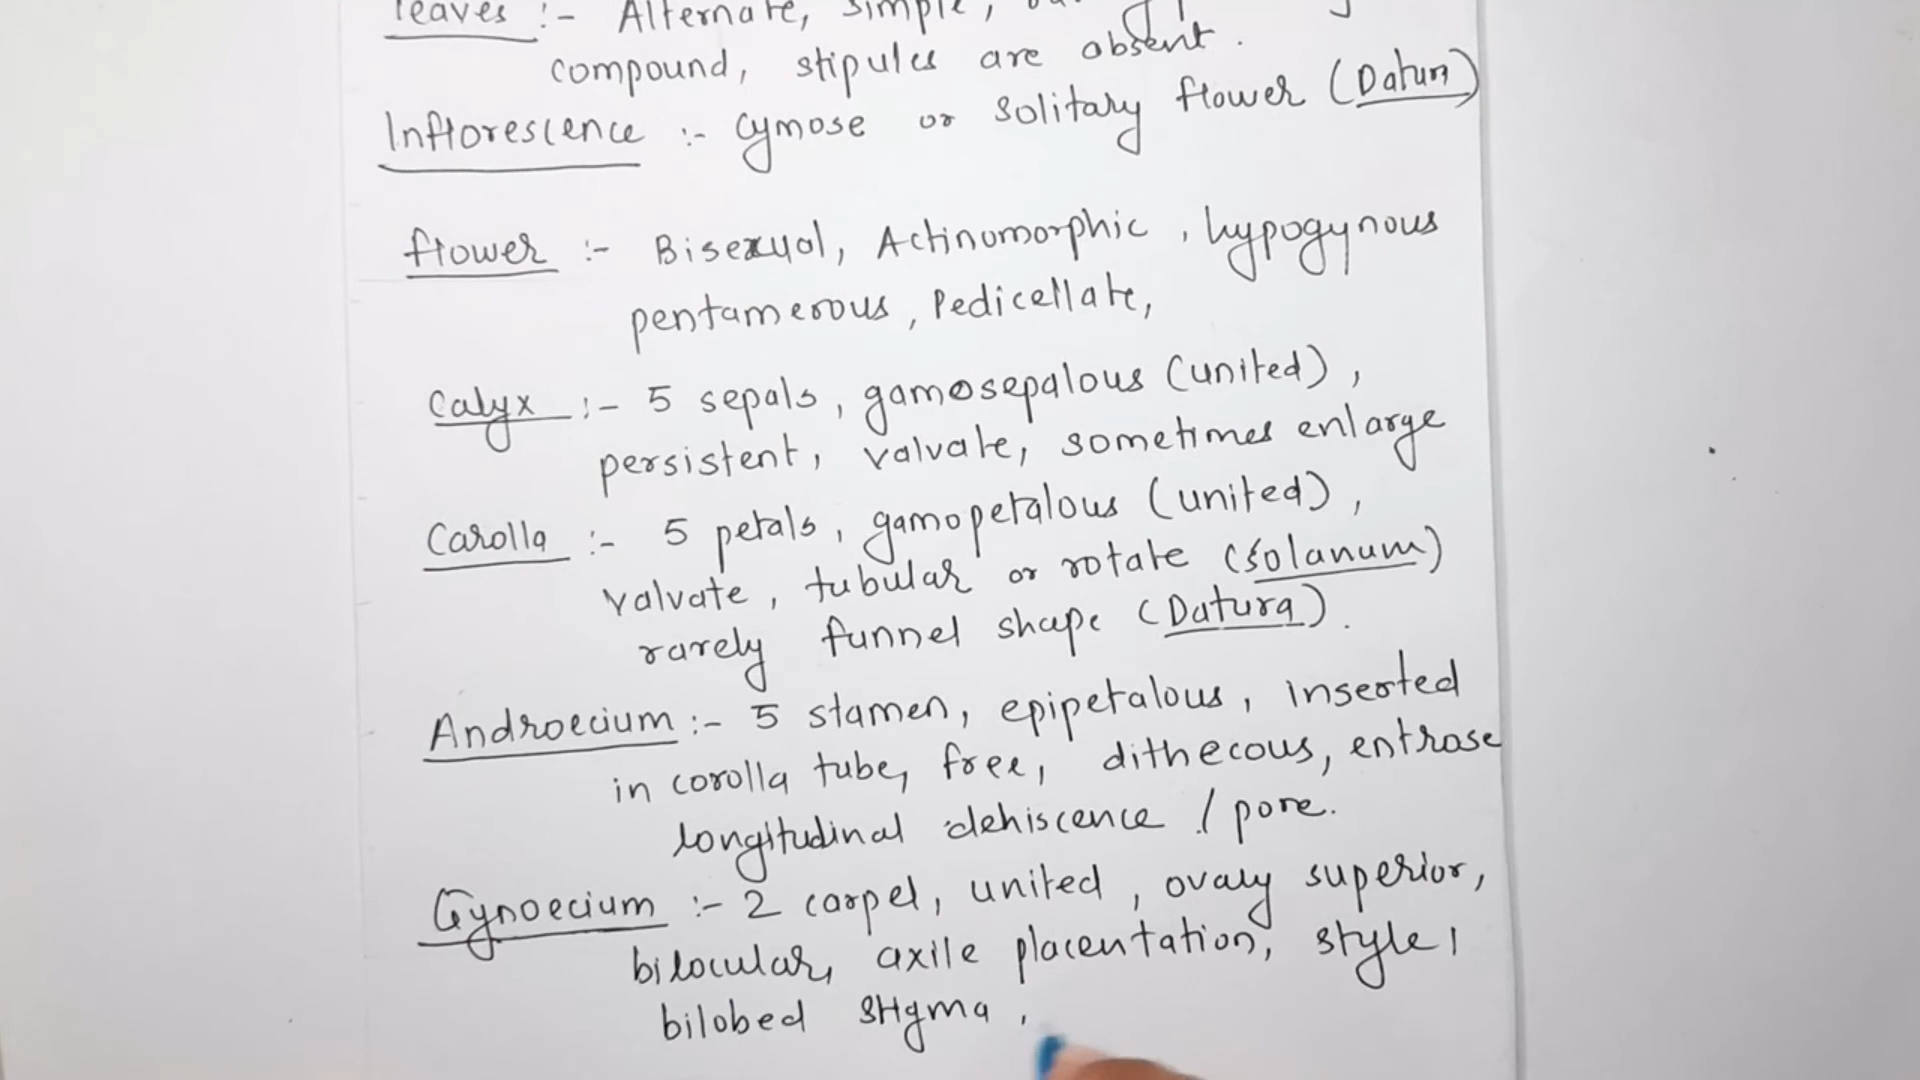 leaves :- Alternate, simple,
compound, stipules are absent.
Inflorescence :- Cymose or solitary flower (Datura)
flower :- Bisexual, Actinomorphic, hypogynous
pentamerous, Pedicellate,
Calyx :- 5 sepals, gamosepalous (united),
persistent, valvate, sometimes enlarge
Carolla :- 5 petals, gamopetalous (united),
valvate, tubular or rotate (Solanum)
rarely funnel shape (Datura).
Androecium :- 5 stamen, epipetalous, inserted
in corolla tube, free, dithecous, entrose
longitudinal dehiscence / pore.
Gynoecium :- 2 carpel, united, ovary superior,
bilocular, axile placentation, style 1
bilobed stigma,